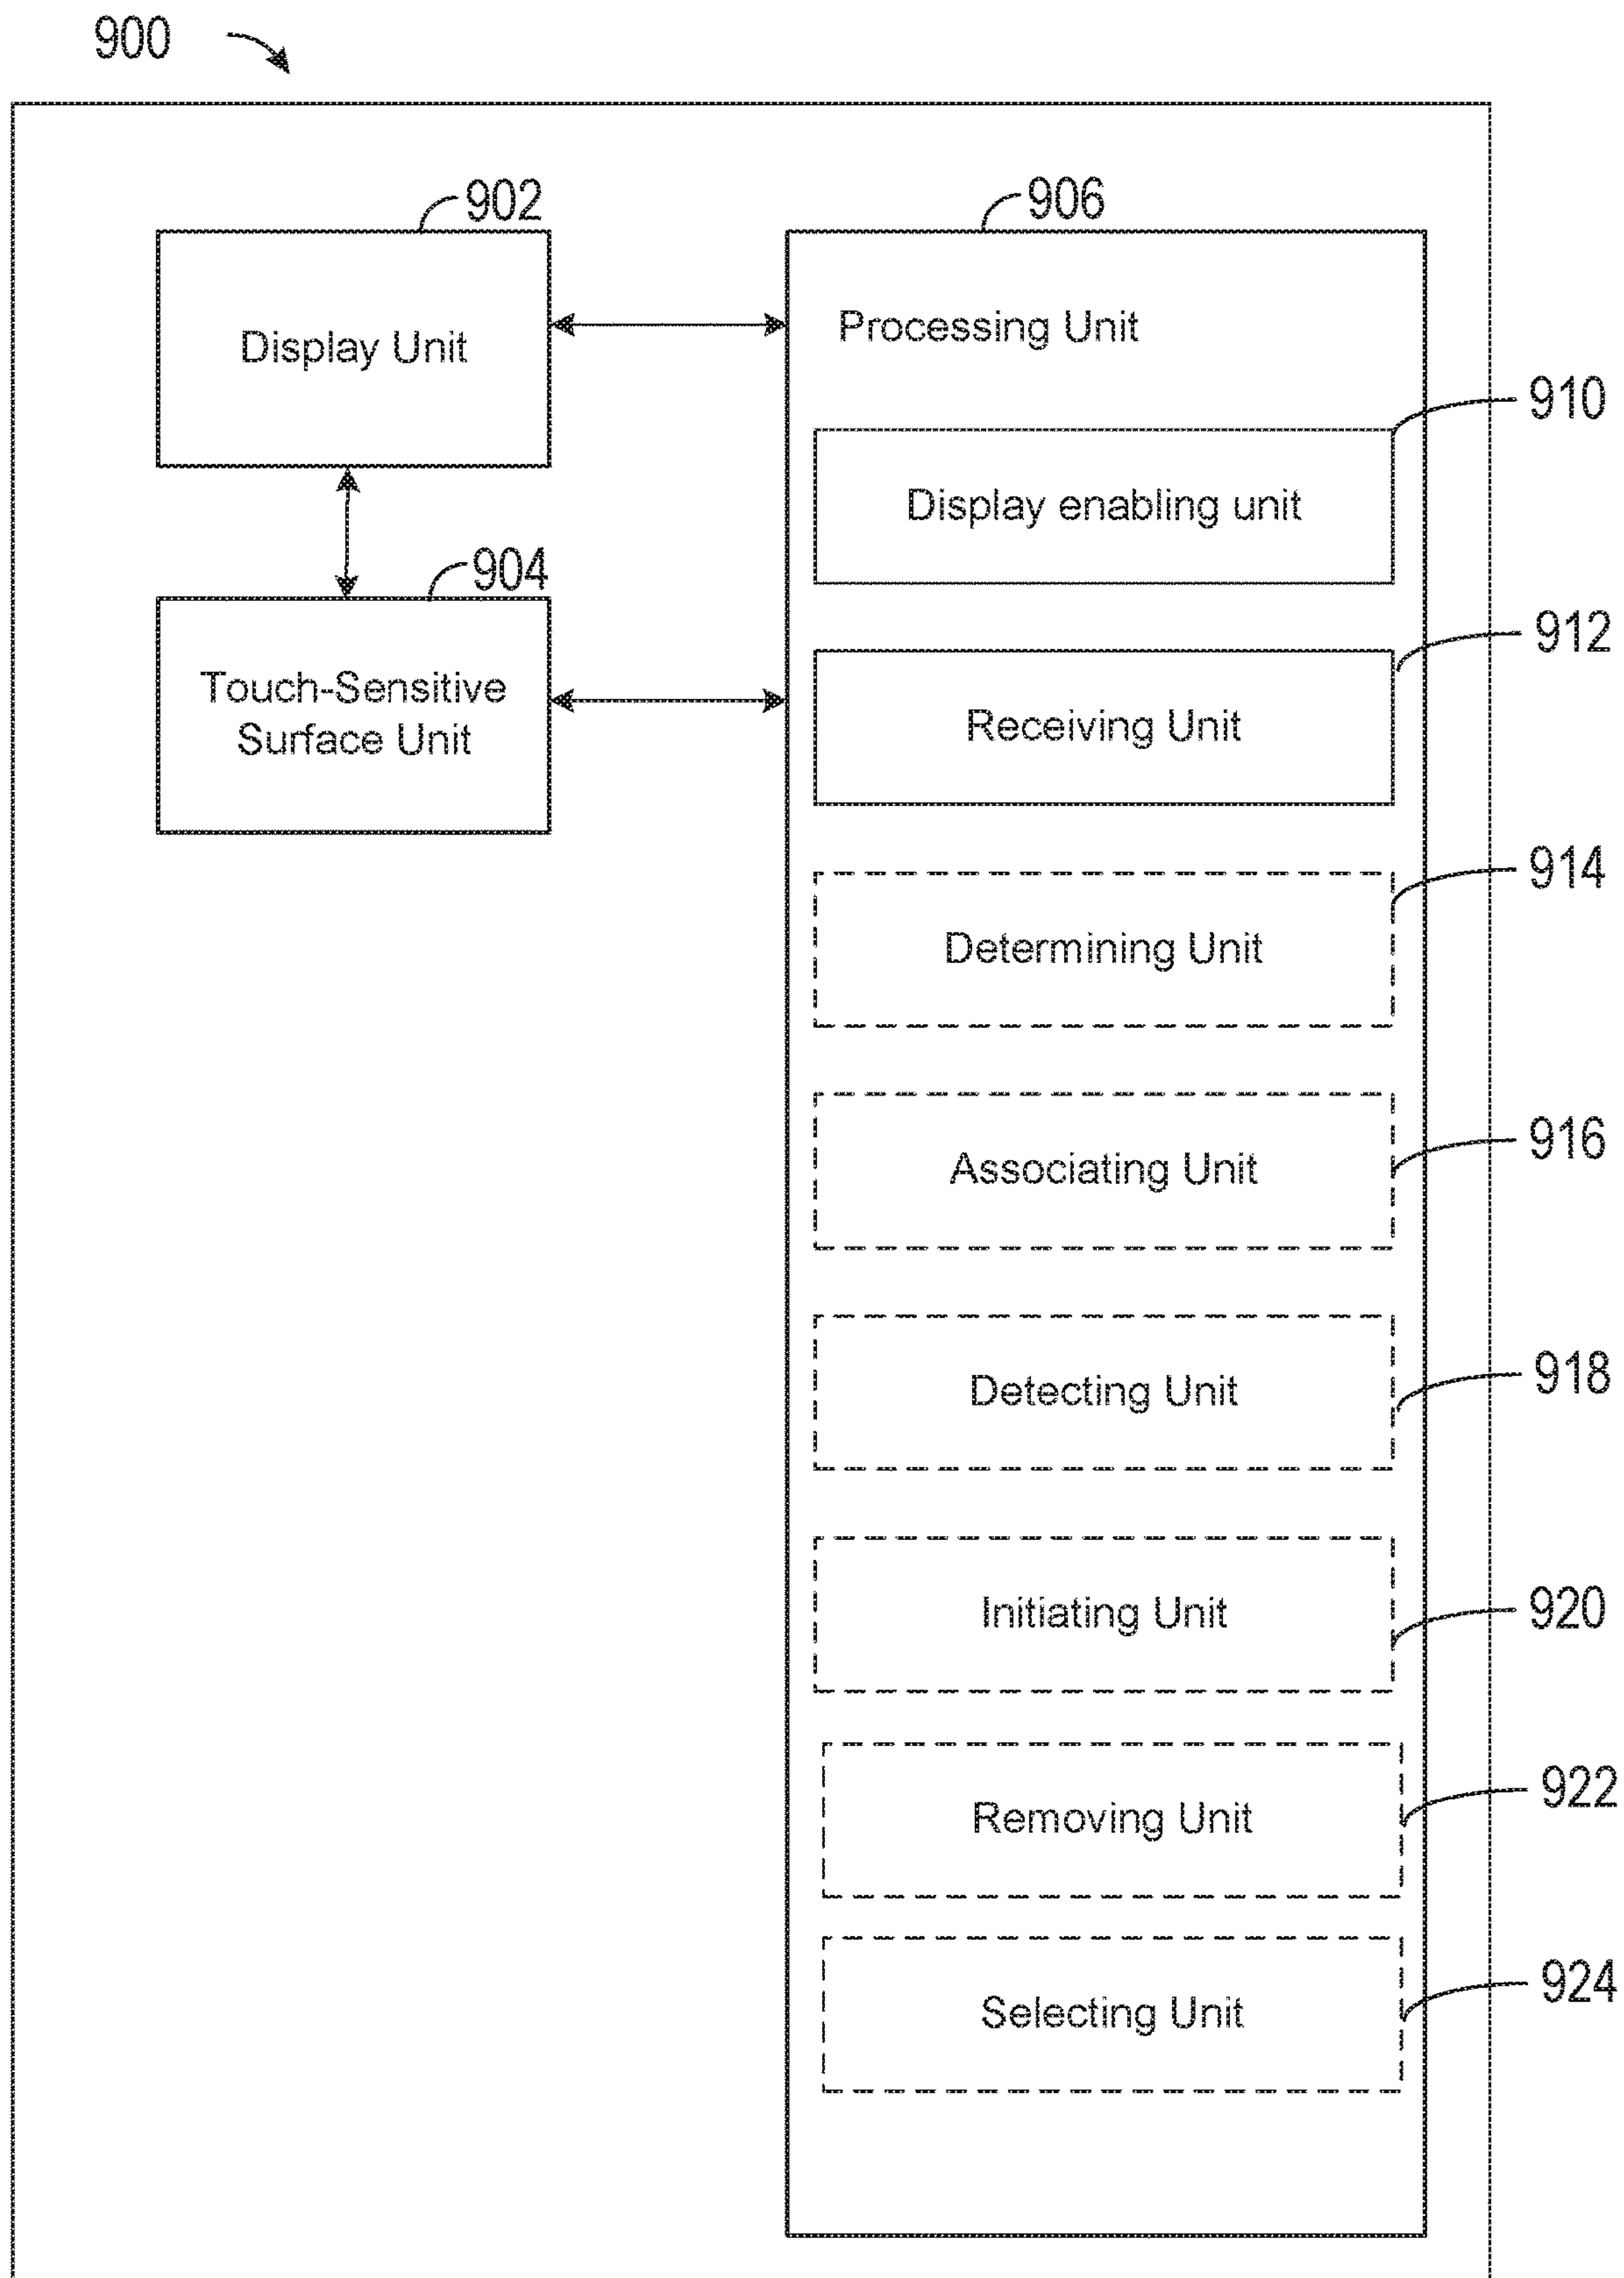 900
902
906
Display Unit
Processing Unit
910
Display enabling unit
904
912
Touch-Sensitive
Surface Unit
Receiving Unit
914
Determining Unit
916
Associating Unit
918
Detecting Unit
920
Initiating Unit
922
Removing Unit
924
Selecting Unit